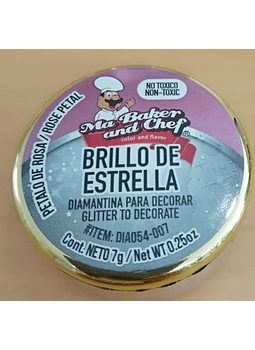 NO TOXICO
NON-TOXIC
Ma Baker
and Chef
color and flavor
PETALO DE ROSA / ROSE PETAL
BRILLO DE
ESTRELLA
DIAMANTINA PARA DECORAR
GLITTER TO DECORATE
#ITEM: DIA054-007
Cont. NETO 7g / Net WT 0.25oz